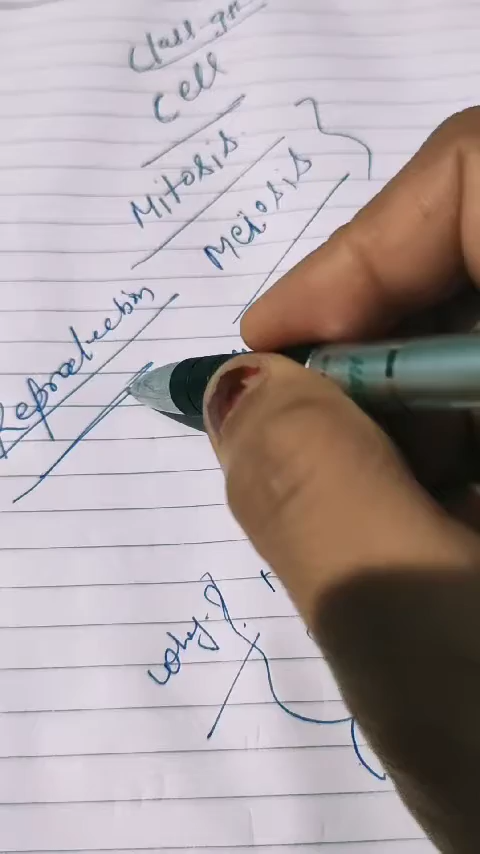 Class 9th
Cell
Mitosis
Meiosis
Reproduction
why?